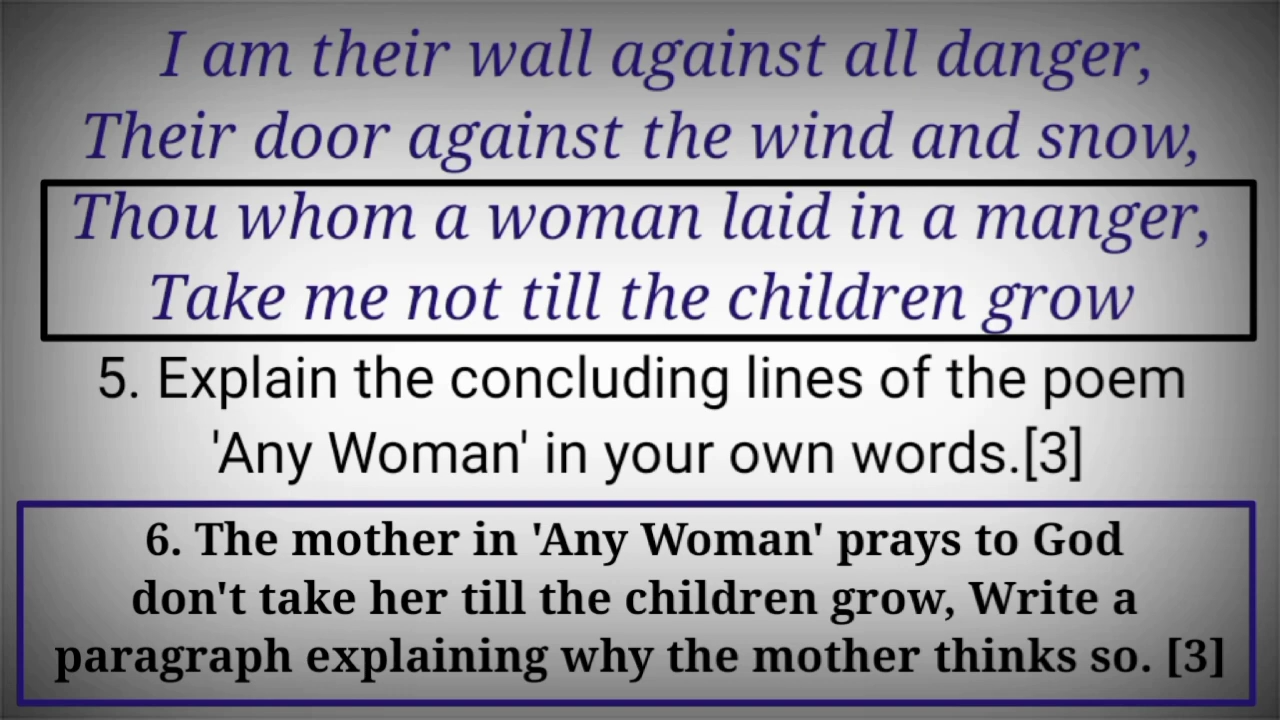 I am their wall against all danger,
Their door against the wind and snow,
Thou whom a woman laid in a manger,
Take me not till the children grow
5. Explain the concluding lines of the poem
'Any Woman' in your own words.[3]
6. The mother in 'Any Woman' prays to God
don't take her till the children grow, Write a
paragraph explaining why the mother thinks so. [3]